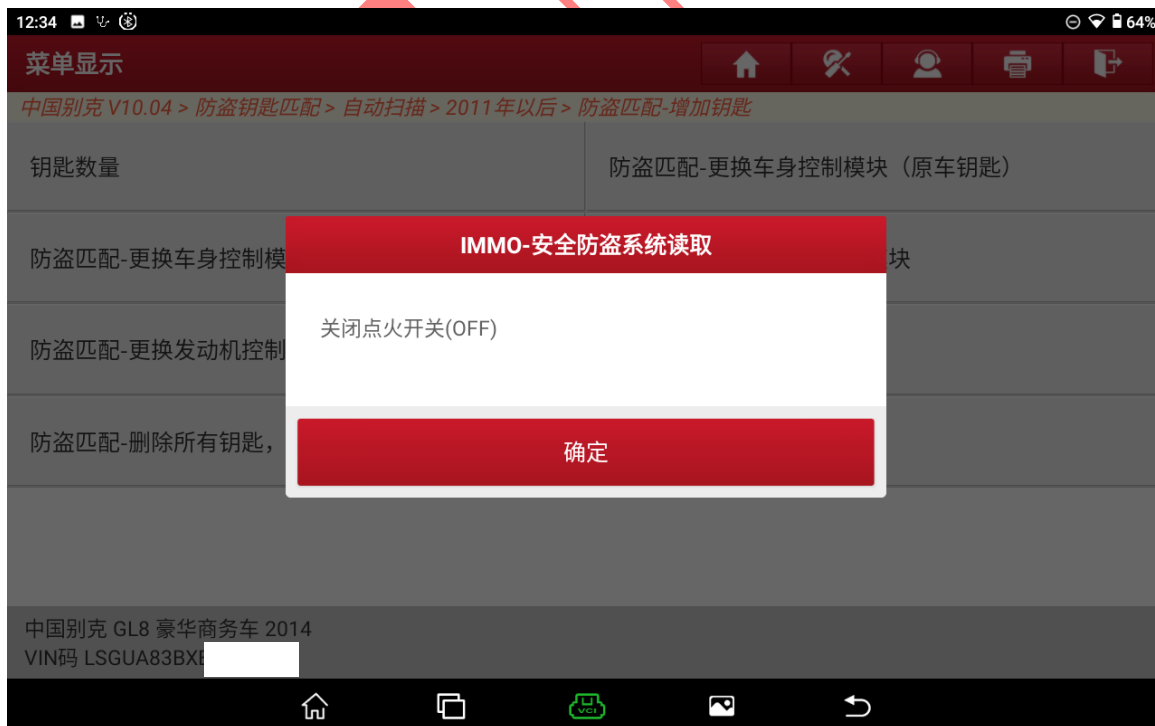 12:34
64%
菜单显示
中国别克 V10.04 > 防盗钥匙匹配 > 自动扫描 > 2011年以后 > 防盗匹配-增加钥匙
钥匙数量
防盗匹配-更换车身控制模块（原车钥匙）
防盗匹配-更换车身控制模
块
IMMO-安全防盗系统读取
关闭点火开关(OFF)
防盗匹配-更换发动机控制
防盗匹配-删除所有钥匙，
确定
中国别克 GL8 豪华商务车 2014
VIN码 LSGUA83BX
VCI